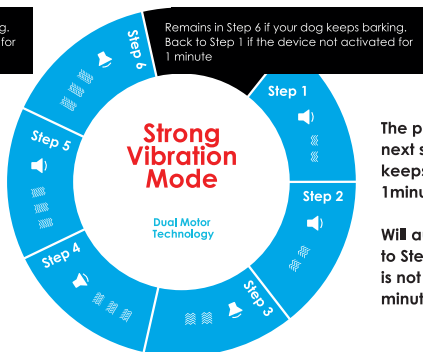 g.
for
Remains in Step 6 if your dog keeps barking.
Back to Step 1 if the device not activated for
1 minute
Step 6
Step 1
Step 5
Strong
Vibration
Mode
Dual Motor
Technology
Step 2
Step 4
Step 3
The p
next s
keeps
1minu
Will a
to Ste
is not
minut